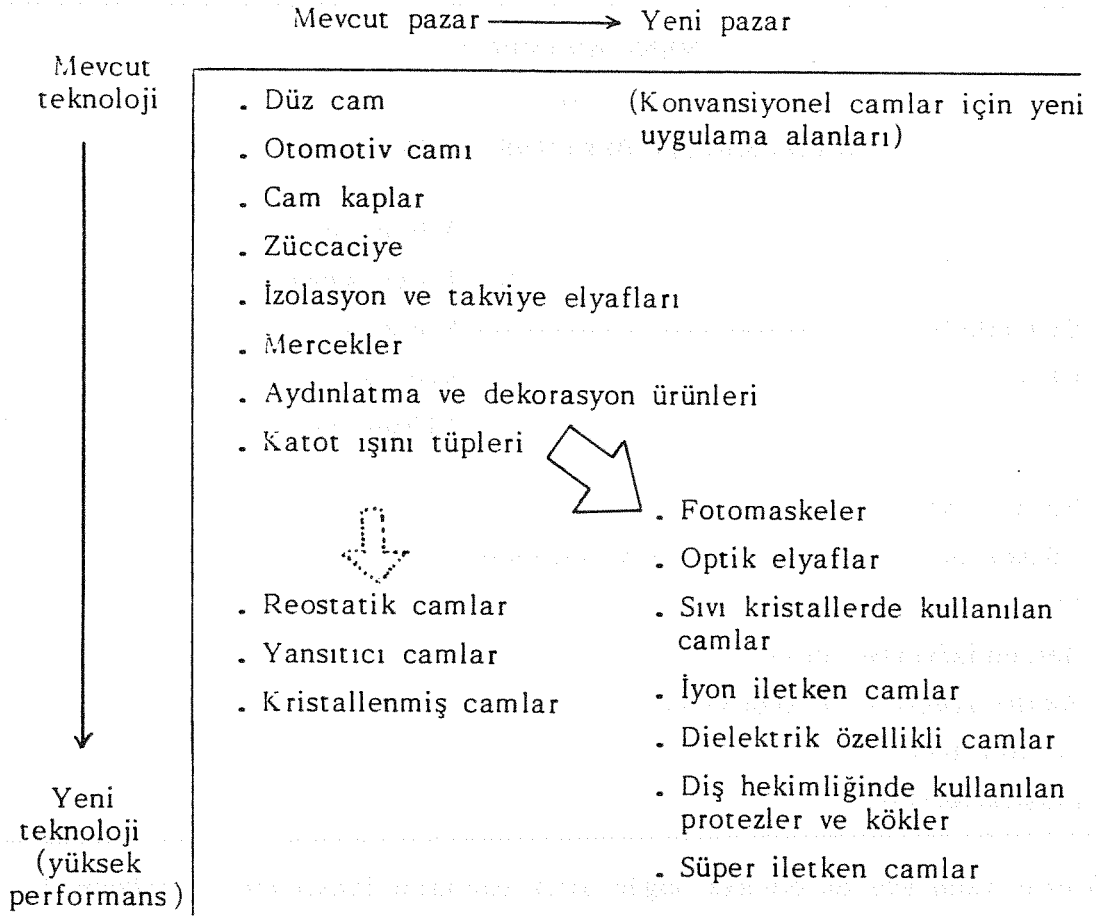 Mevcut pazar → Yeni pazar
Mevcut
teknoloji
. Düz cam
. Otomotiv camı
. Cam kaplar
. Züccaciye
. İzolasyon ve takviye elyafları
. Mercekler
. Aydınlatma ve dekorasyon ürünleri
. Katot ışını tüpleri
(Konvansiyonel camlar için yeni
uygulama alanları)
. Reostatik camlar
. Yansıtıcı camlar
. Kristallenmiş camlar
. Fotomaskeler
. Optik elyaflar
. Sıvı kristallerde kullanılan
camlar
. İyon iletken camlar
. Dielektrik özellikli camlar
. Diş hekimliğinde kullanılan
protezler ve kökler
. Süper iletken camlar
Yeni
teknoloji
(yüksek
performans)